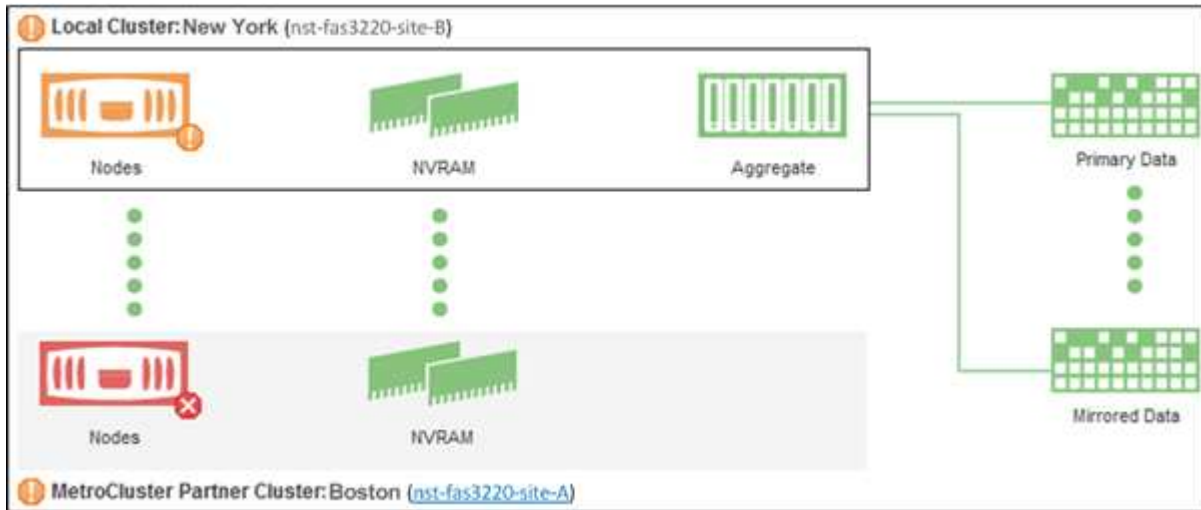 Local Cluster: New York (nst-fas3220-site-B)
Nodes
NVRAM
Aggregate
Primary Data
Nodes
NVRAM
Mirrored Data
MetroCluster Partner Cluster: Boston (nst-fas3220-site-A)